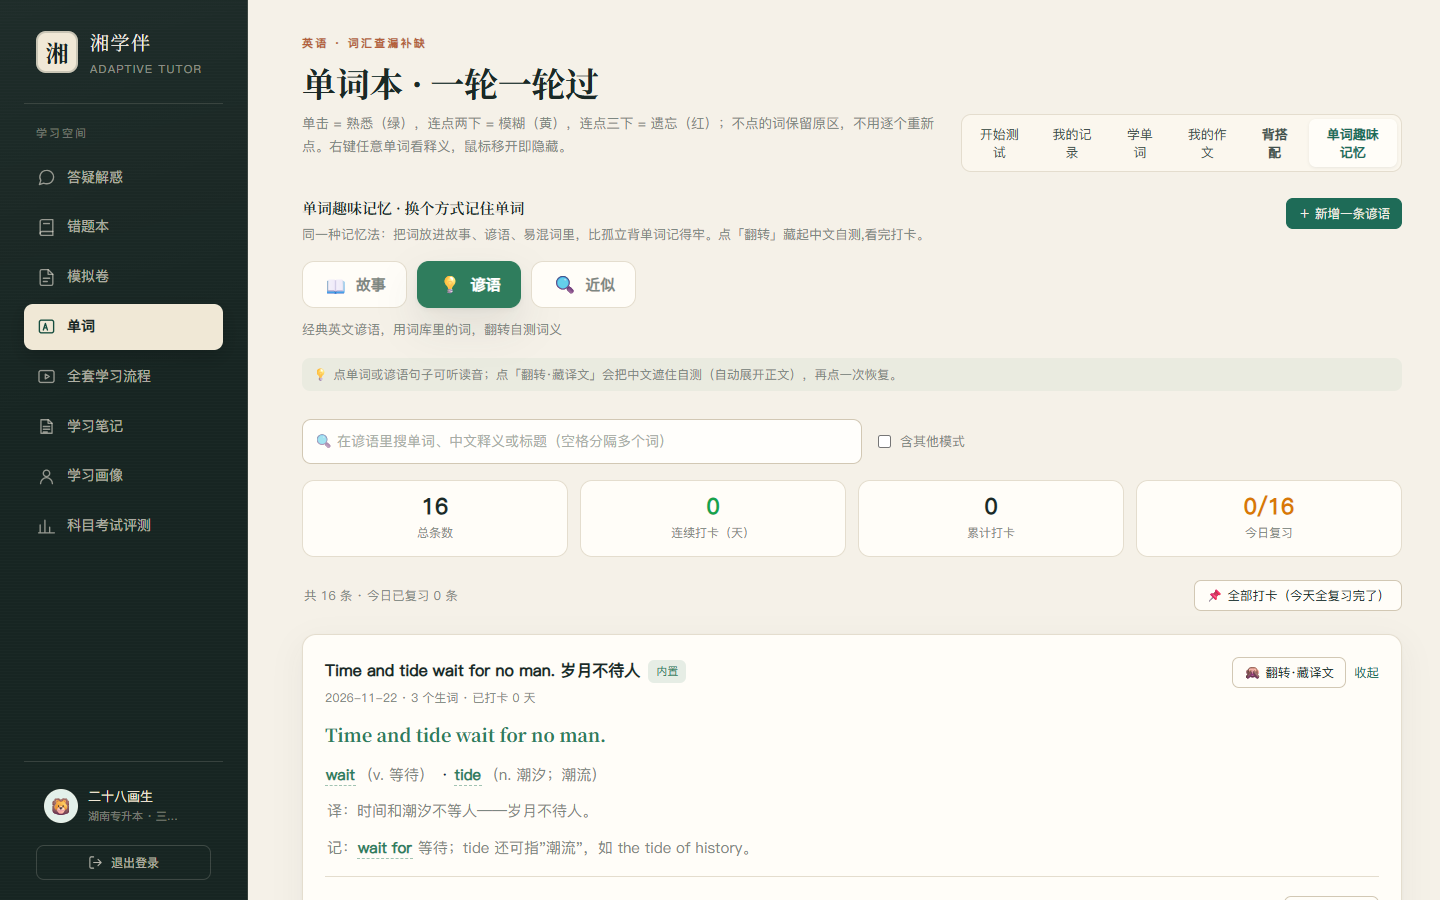 湘
湘学伴
ADAPTIVE TUTOR
学习空间
答疑解惑
错题本
模拟卷
单词
全套学习流程
学习笔记
学习画像
科目考试评测
二十八画生
湖南专升本 · 三...
退出登录
英语 · 词汇查漏补缺
单词本 · 一轮一轮过
单击 = 熟悉（绿），连点两下 = 模糊（黄），连点三下 = 遗忘（红）；不点的词保留原区，不用逐个重新
点。右键任意单词看释义，鼠标移开即隐藏。
开始测
试
我的记
录
学单
词
我的作
文
背搭
配
单词趣味
记忆
单词趣味记忆 · 换个方式记住单词
同一种记忆法：把词放进故事、谚语、易混词里，比孤立背单词记得牢。点「翻转」藏起中文自测,看完打卡。
＋ 新增一条谚语
故事
谚语
近似
经典英文谚语，用词库里的词，翻转自测词义
点单词或谚语句子可听读音；点「翻转·藏译文」会把中文遮住自测（自动展开正文），再点一次恢复。
在谚语里搜单词、中文释义或标题（空格分隔多个词）
含其他模式
16
总条数
0
连续打卡（天）
0
累计打卡
0/16
今日复习
共 16 条 · 今日已复习 0 条
全部打卡（今天全复习完了）
Time and tide wait for no man. 岁月不待人
内置
2026-11-22 · 3 个生词 · 已打卡 0 天
翻转·藏译文
收起
Time and tide wait for no man.
wait （v. 等待） · tide （n. 潮汐；潮流）
译：时间和潮汐不等人——岁月不待人。
记：wait for 等待；tide 还可指”潮流”，如 the tide of history。